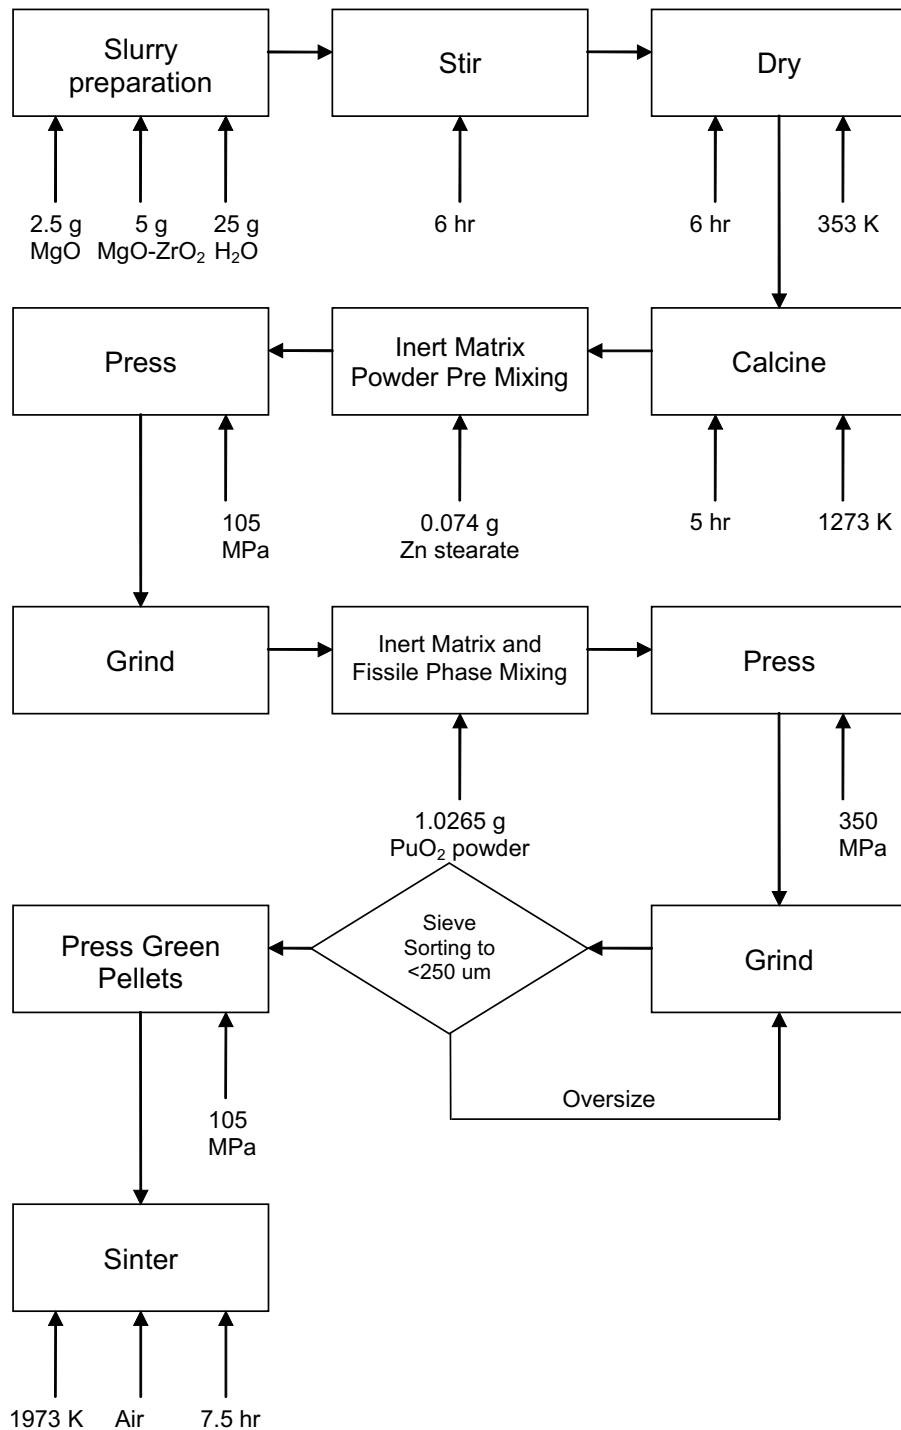 Slurry
preparation
Stir
Dry
2.5 g
MgO
5 g
MgO-ZrO₂
25 g
H₂O
6 hr
6 hr
353 K
Press
Inert Matrix
Powder Pre Mixing
Calcine
105
MPa
0.074 g
Zn stearate
5 hr
1273 K
Grind
Inert Matrix and
Fissile Phase Mixing
Press
1.0265 g
PuO₂ powder
350
MPa
Press Green
Pellets
Sieve
Sorting to
<250 um
Grind
105
MPa
Oversize
Sinter
1973 K
Air
7.5 hr